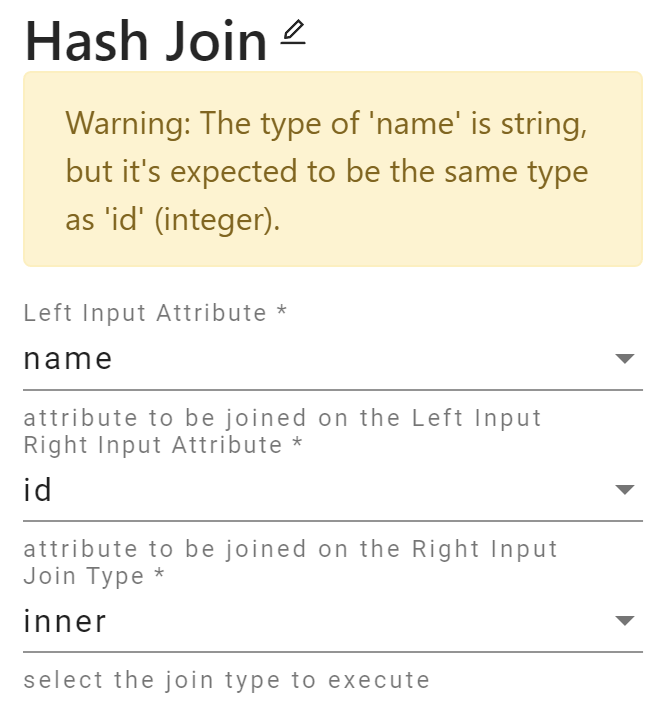 Hash Join
Warning: The type of 'name' is string,
but it's expected to be the same type
as 'id' (integer).
Left Input Attribute *
name
attribute to be joined on the Left Input
Right Input Attribute *
id
attribute to be joined on the Right Input
Join Type *
inner
select the join type to execute